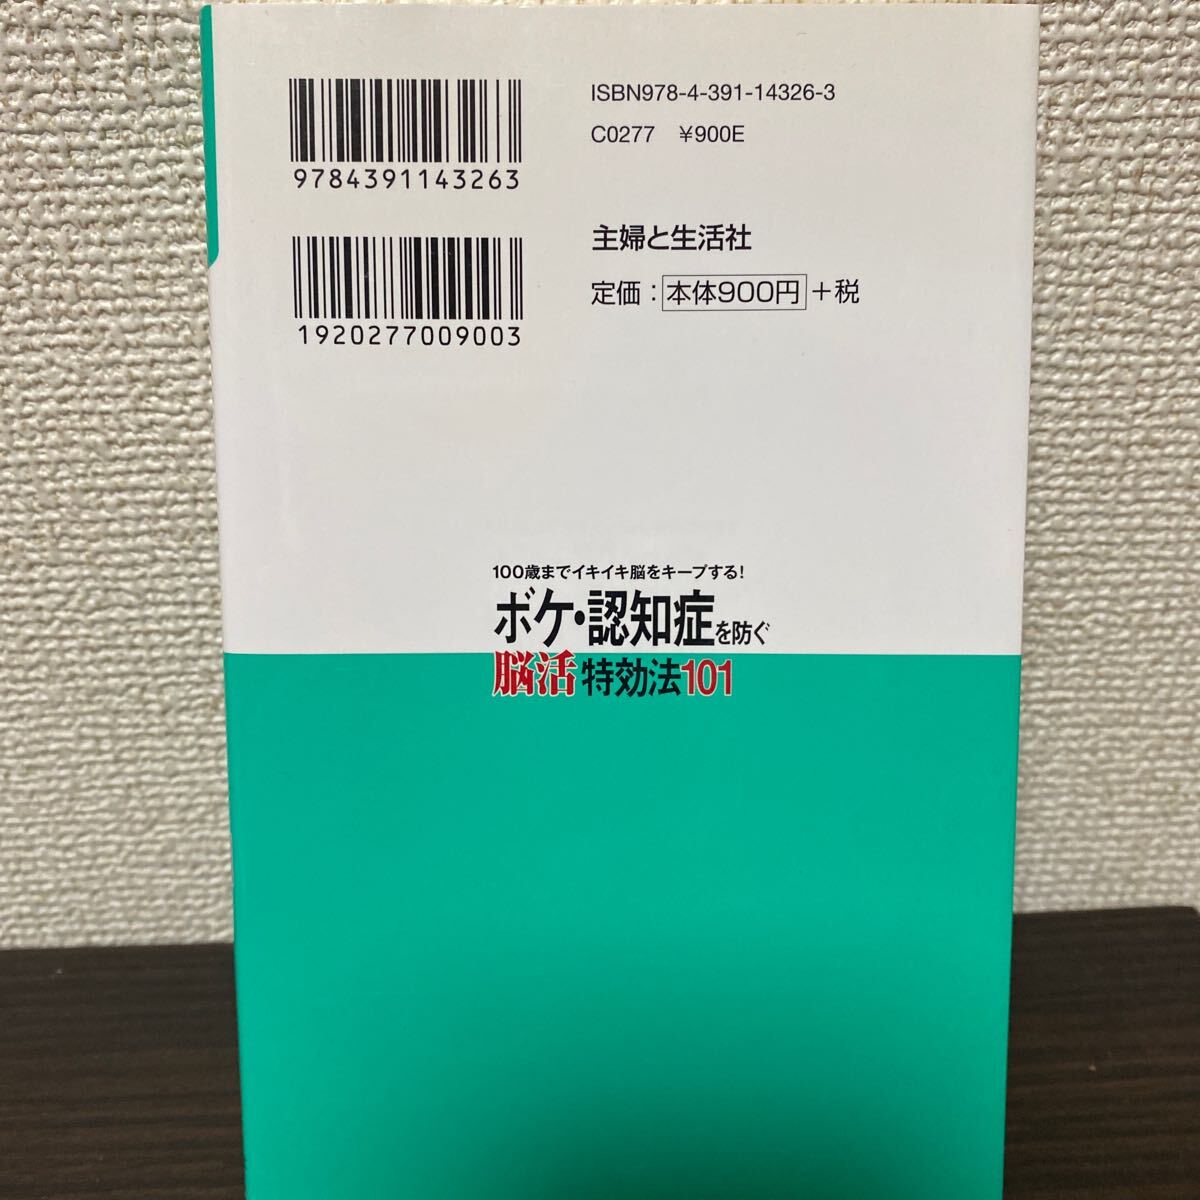 9784391143263
1920277009003
ISBN978-4-391-14326-3
C0277 ¥900E
主婦と生活社
定価：本体900円＋税
100歳までイキイキ脳をキープする！
ボケ・認知症を防ぐ
脳活特効法101